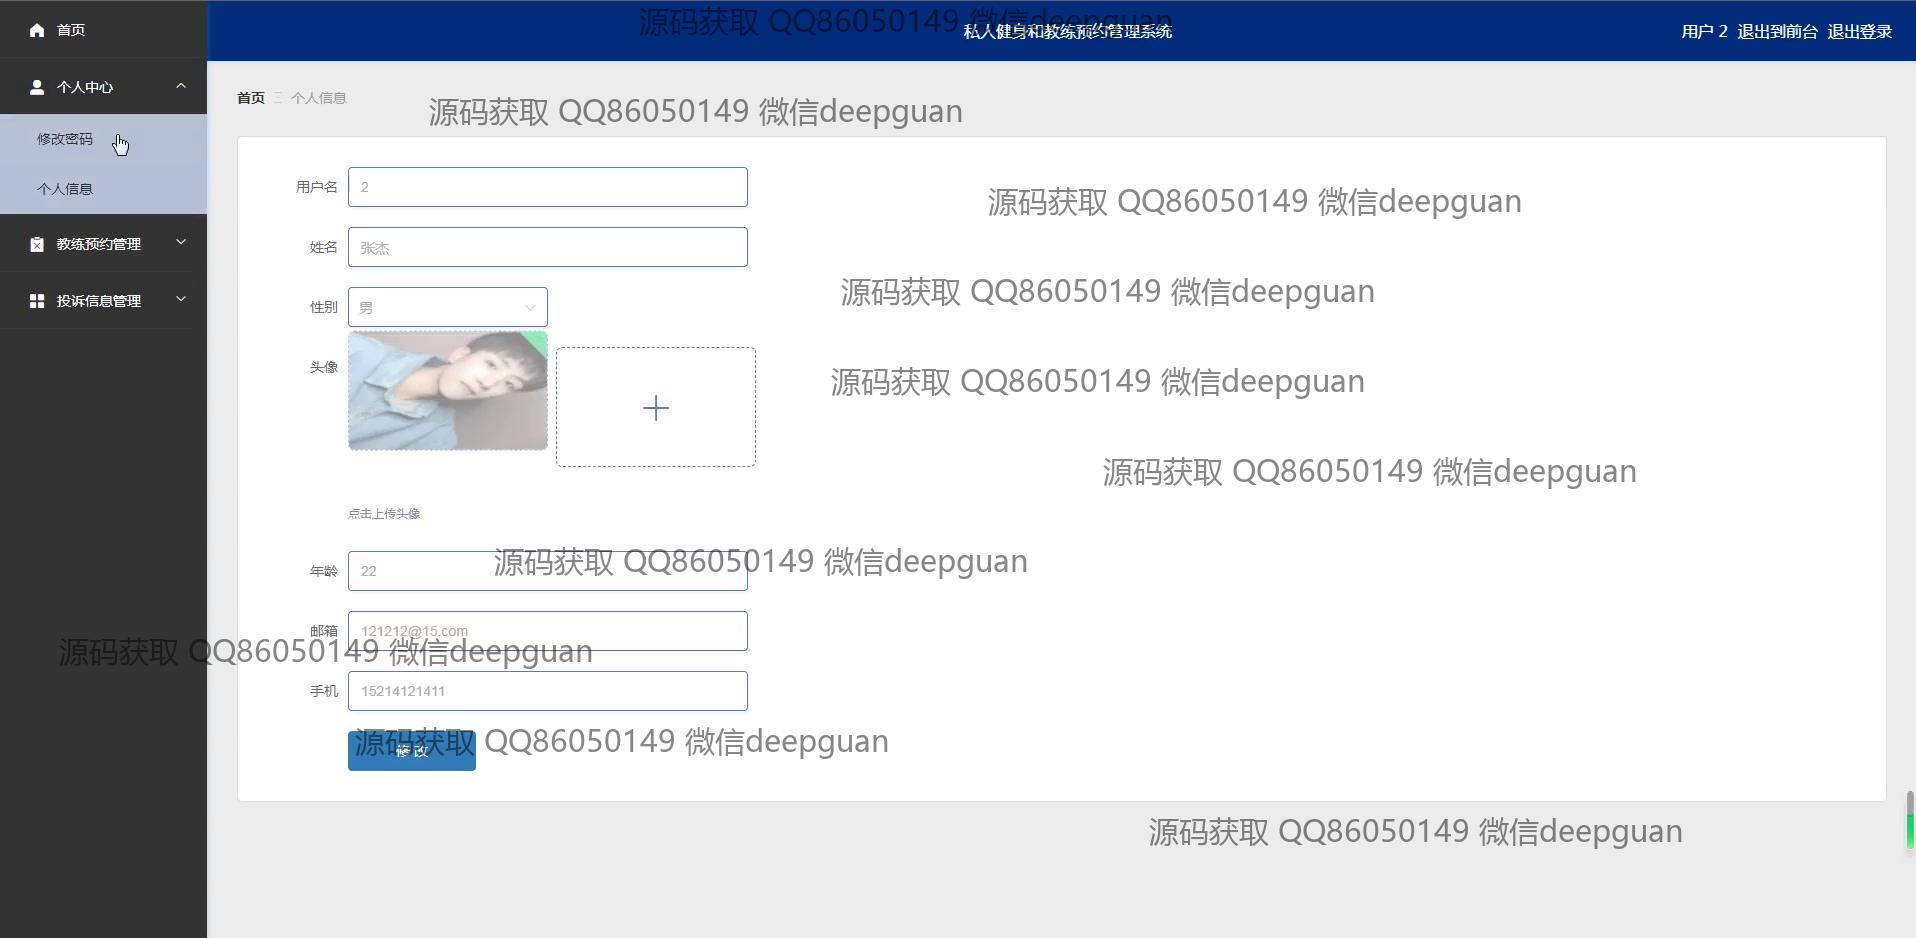 首页
源码获取 QQ86050149 微信deepguan
私人健身和教练预约管理系统
用户 2 退出到前台 退出登录
个人中心
首页 个人信息
源码获取 QQ86050149 微信deepguan
修改密码
个人信息
用户名 2
源码获取 QQ86050149 微信deepguan
教练预约管理
姓名 张杰
投诉信息管理
源码获取 QQ86050149 微信deepguan
性别 男
头像
源码获取 QQ86050149 微信deepguan
源码获取 QQ86050149 微信deepguan
点击上传头像
源码获取 QQ86050149 微信deepguan
年龄 22
邮箱 121212@15.com
源码获取 QQ86050149 微信deepguan
手机 15214121411
源码获取 QQ86050149 微信deepguan
修改
源码获取 QQ86050149 微信deepguan